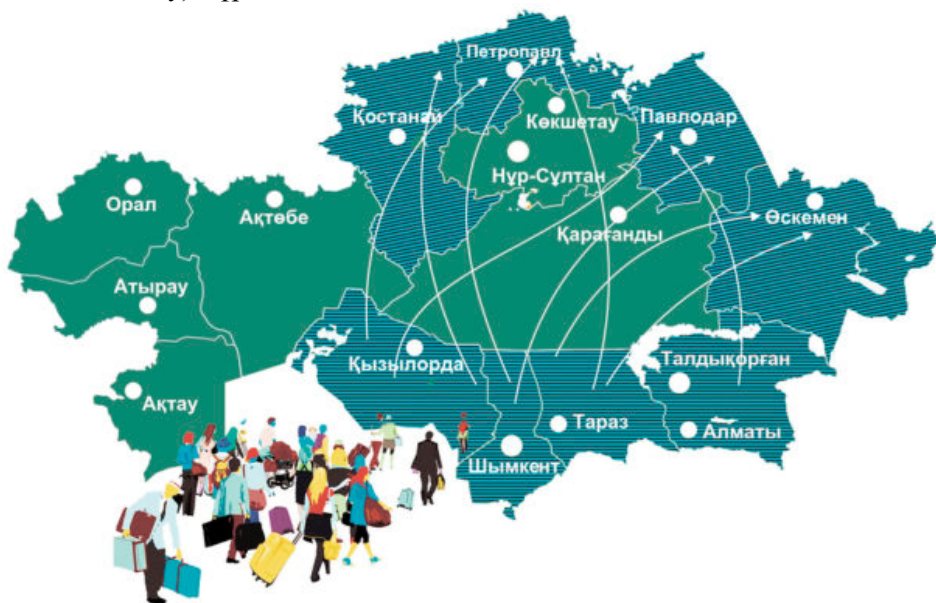 Петропавл
Қостанай
Көкшетау
Павлодар
Нұр-Сұлтан
Орал
Ақтөбе
Қарағанды
Өскемен
Атырау
Қызылорда
Талдықорған
Ақтау
Тараз
Алматы
Шымкент